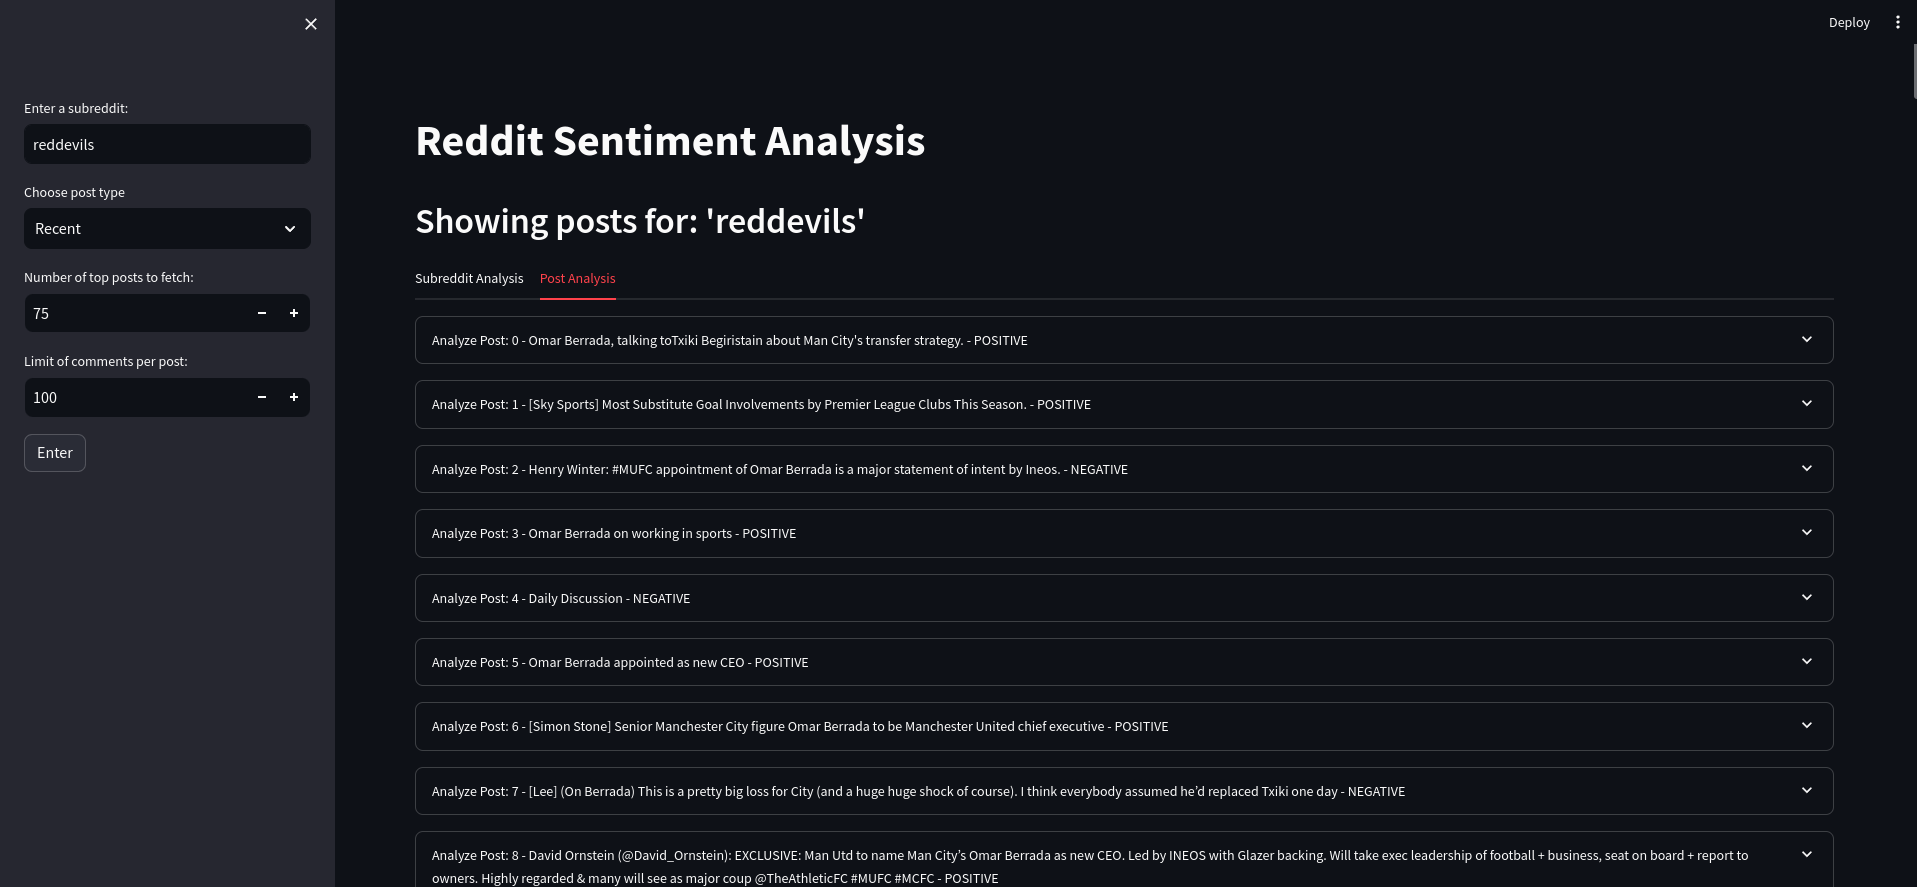 Deploy
Enter a subreddit:
reddevils
Choose post type
Recent
Number of top posts to fetch:
75
Limit of comments per post:
100
Enter
Reddit Sentiment Analysis
Showing posts for: 'reddevils'
Subreddit Analysis Post Analysis
Analyze Post: 0 - Omar Berrada, talking toTxiki Begiristain about Man City's transfer strategy. - POSITIVE
Analyze Post: 1 - [Sky Sports] Most Substitute Goal Involvements by Premier League Clubs This Season. - POSITIVE
Analyze Post: 2 - Henry Winter: #MUFC appointment of Omar Berrada is a major statement of intent by Ineos. - NEGATIVE
Analyze Post: 3 - Omar Berrada on working in sports - POSITIVE
Analyze Post: 4 - Daily Discussion - NEGATIVE
Analyze Post: 5 - Omar Berrada appointed as new CEO - POSITIVE
Analyze Post: 6 - [Simon Stone] Senior Manchester City figure Omar Berrada to be Manchester United chief executive - POSITIVE
Analyze Post: 7 - [Lee] (On Berrada) This is a pretty big loss for City (and a huge huge shock of course). I think everybody assumed he’d replaced Txiki one day - NEGATIVE
Analyze Post: 8 - David Ornstein (@David_Ornstein): EXCLUSIVE: Man Utd to name Man City’s Omar Berrada as new CEO. Led by INEOS with Glazer backing. Will take exec leadership of football + business, seat on board + report to
owners. Highly regarded & many will see as major coup @TheAthleticFC #MUFC #MCFC - POSITIVE